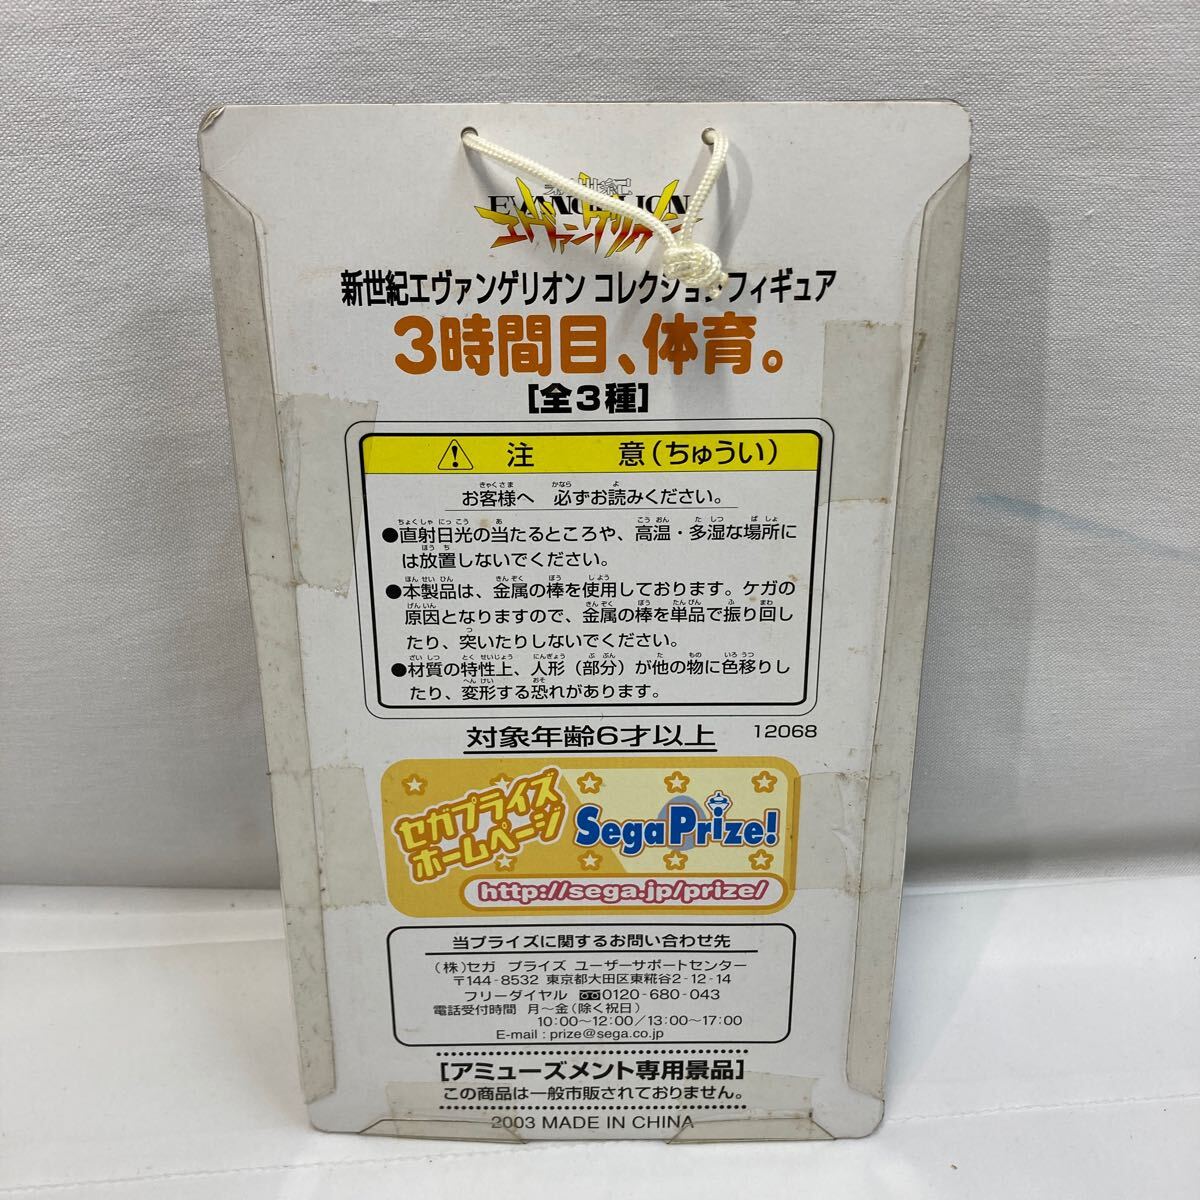 新世紀
EVANGELION
エヴァンゲリオン
新世紀エヴァンゲリオン コレクションフィギュア
3時間目、体育。
[全3種]
注 意(ちゅうい)
お客様へ 必ずお読みください。
●直射日光の当たるところや、高温・多湿な場所に
は放置しないでください。
●本製品は、金属の棒を使用しております。ケガの
原因となりますので、金属の棒を単品で振り回し
たり、突いたりしないでください。
●材質の特性上、人形(部分)が他の物に色移りし
たり、変形する恐れがあります。
対象年齢6才以上 12068
セガプライズ
ホームページ
SegaPrize!
http://sega.jp/prize/
当プライズに関するお問い合わせ先
(株)セガ プライズ ユーザーサポートセンター
〒144-8532 東京都大田区東糀谷2-12-14
フリーダイヤル 0120-680-043
電話受付時間 月〜金(除く祝日)
10:00〜12:00/13:00〜17:00
E-mail : prize@sega.co.jp
[アミューズメント専用景品]
この商品は一般市販されておりません。
2003 MADE IN CHINA